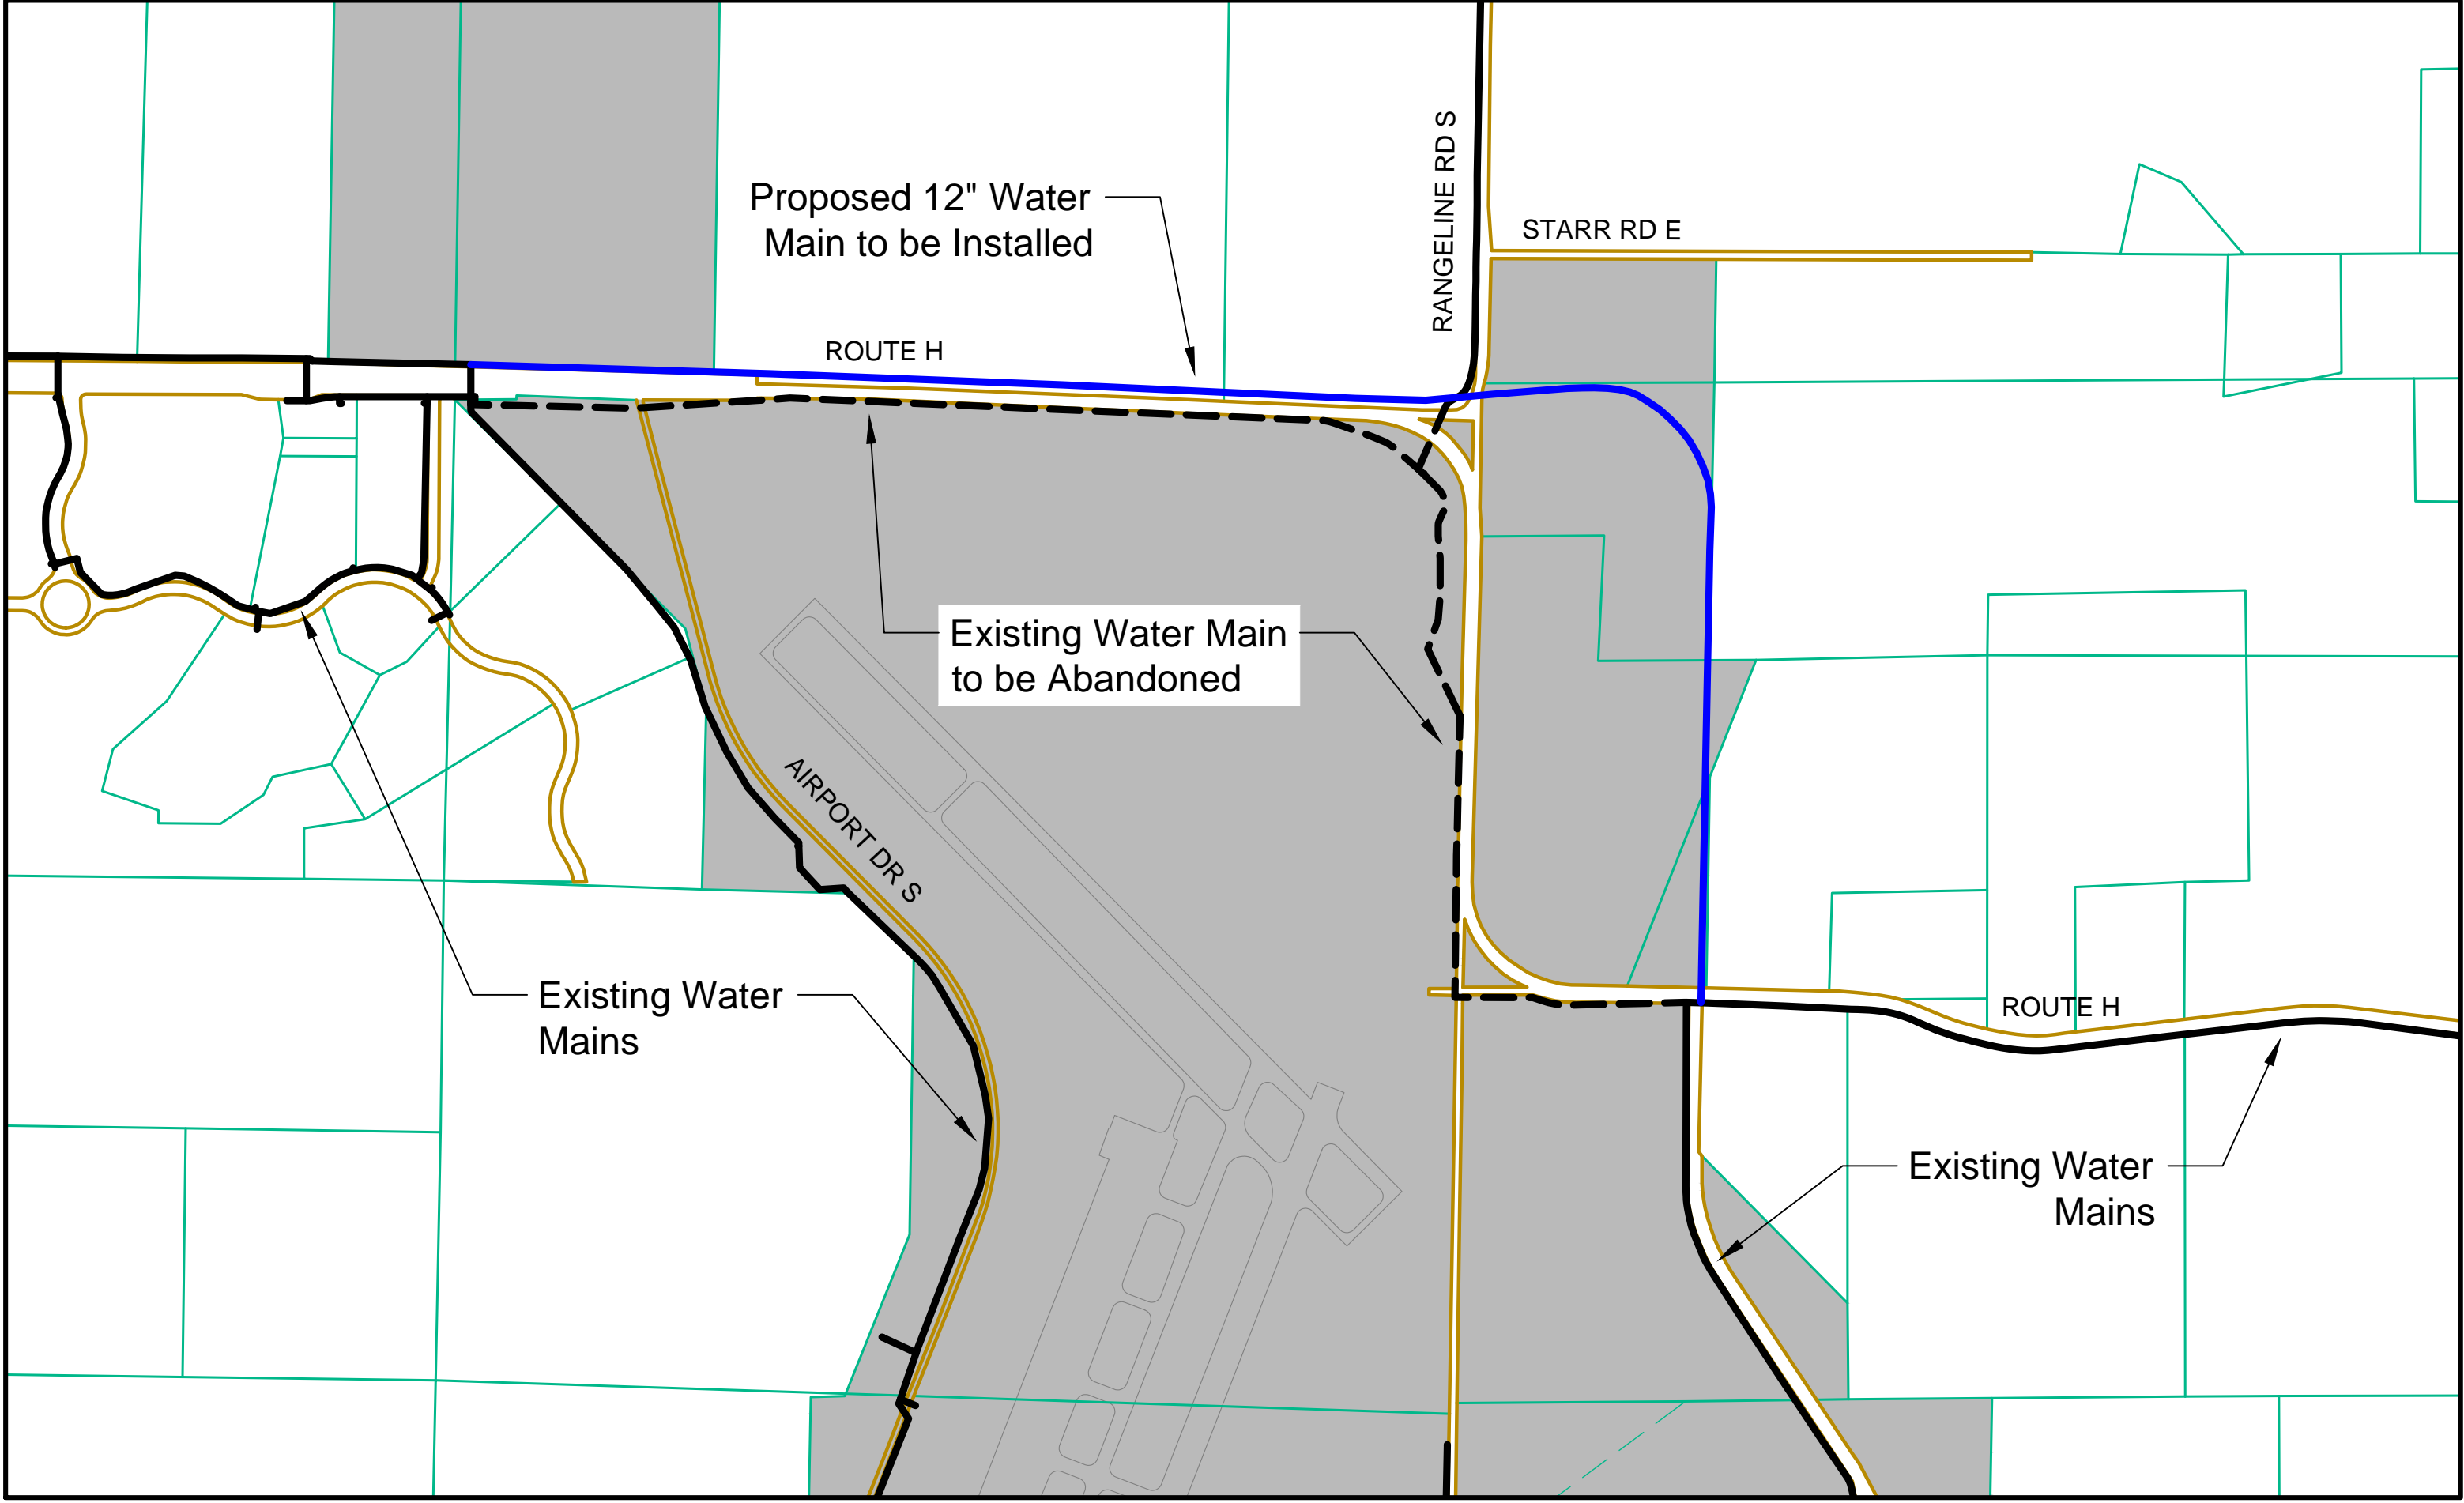 RANGELINE RD S
Proposed 12" Water
Main to be Installed
STARR RD E
ROUTE H
Existing Water Main
to be Abandoned
AIRPORT DR S
Existing Water
Mains
ROUTE H
Existing Water
Mains